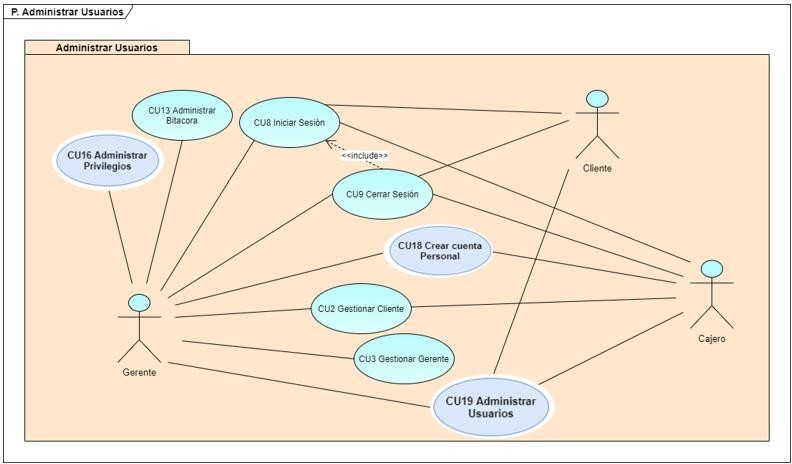 P. Administrar Usuarios
Administrar Usuarios
CU13 Administrar
Bitacora
CU8 Iniciar Sesión
CU16 Administrar
Privilegios
<<include>>
Cliente
CU9 Cerrar Sesión
CU18 Crear cuenta
Personal
CU2 Gestionar Cliente
Cajero
CU3 Gestionar Gerente
Gerente
CU19 Administrar
Usuarios